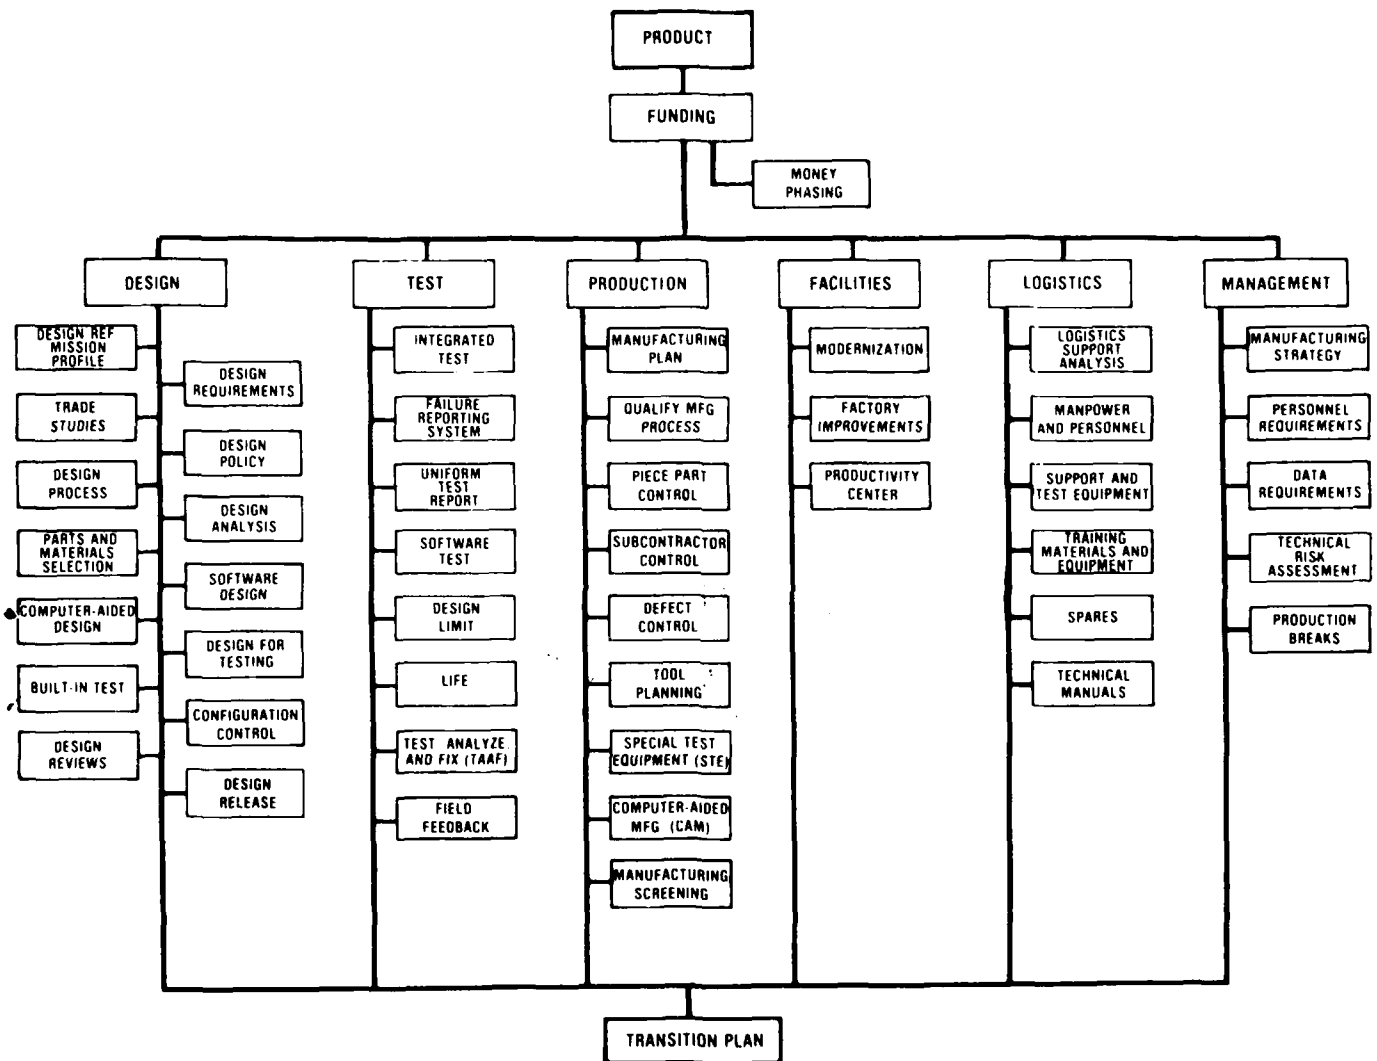 PRODUCT
FUNDING
MONEY
PHASING
DESIGN
TEST
PRODUCTION
FACILITIES
LOGISTICS
MANAGEMENT
DESIGN REF
MISSION
PROFILE
DESIGN
REQUIREMENTS
TRADE
STUDIES
DESIGN
POLICY
DESIGN
PROCESS
DESIGN
ANALYSIS
PARTS AND
MATERIALS
SELECTION
SOFTWARE
DESIGN
COMPUTER-AIDED
DESIGN
DESIGN FOR
TESTING
BUILT-IN TEST
CONFIGURATION
CONTROL
DESIGN
REVIEWS
DESIGN
RELEASE
INTEGRATED
TEST
FAILURE
REPORTING
SYSTEM
UNIFORM
TEST
REPORT
SOFTWARE
TEST
DESIGN
LIMIT
LIFE
TEST ANALYZE
AND FIX (TAAF)
FIELD
FEEDBACK
MANUFACTURING
PLAN
QUALIFY MFG
PROCESS
PIECE PART
CONTROL
SUBCONTRACTOR
CONTROL
DEFECT
CONTROL
TOOL
PLANNING
SPECIAL TEST
EQUIPMENT (STE)
COMPUTER-AIDED
MFG (CAM)
MANUFACTURING
SCREENING
MODERNIZATION
FACTORY
IMPROVEMENTS
PRODUCTIVITY
CENTER
LOGISTICS
SUPPORT
ANALYSIS
MANPOWER
AND PERSONNEL
SUPPORT AND
TEST EQUIPMENT
TRAINING
MATERIALS AND
EQUIPMENT
SPARES
TECHNICAL
MANUALS
MANUFACTURING
STRATEGY
PERSONNEL
REQUIREMENTS
DATA
REQUIREMENTS
TECHNICAL
RISK
ASSESSMENT
PRODUCTION
BREAKS
TRANSITION PLAN